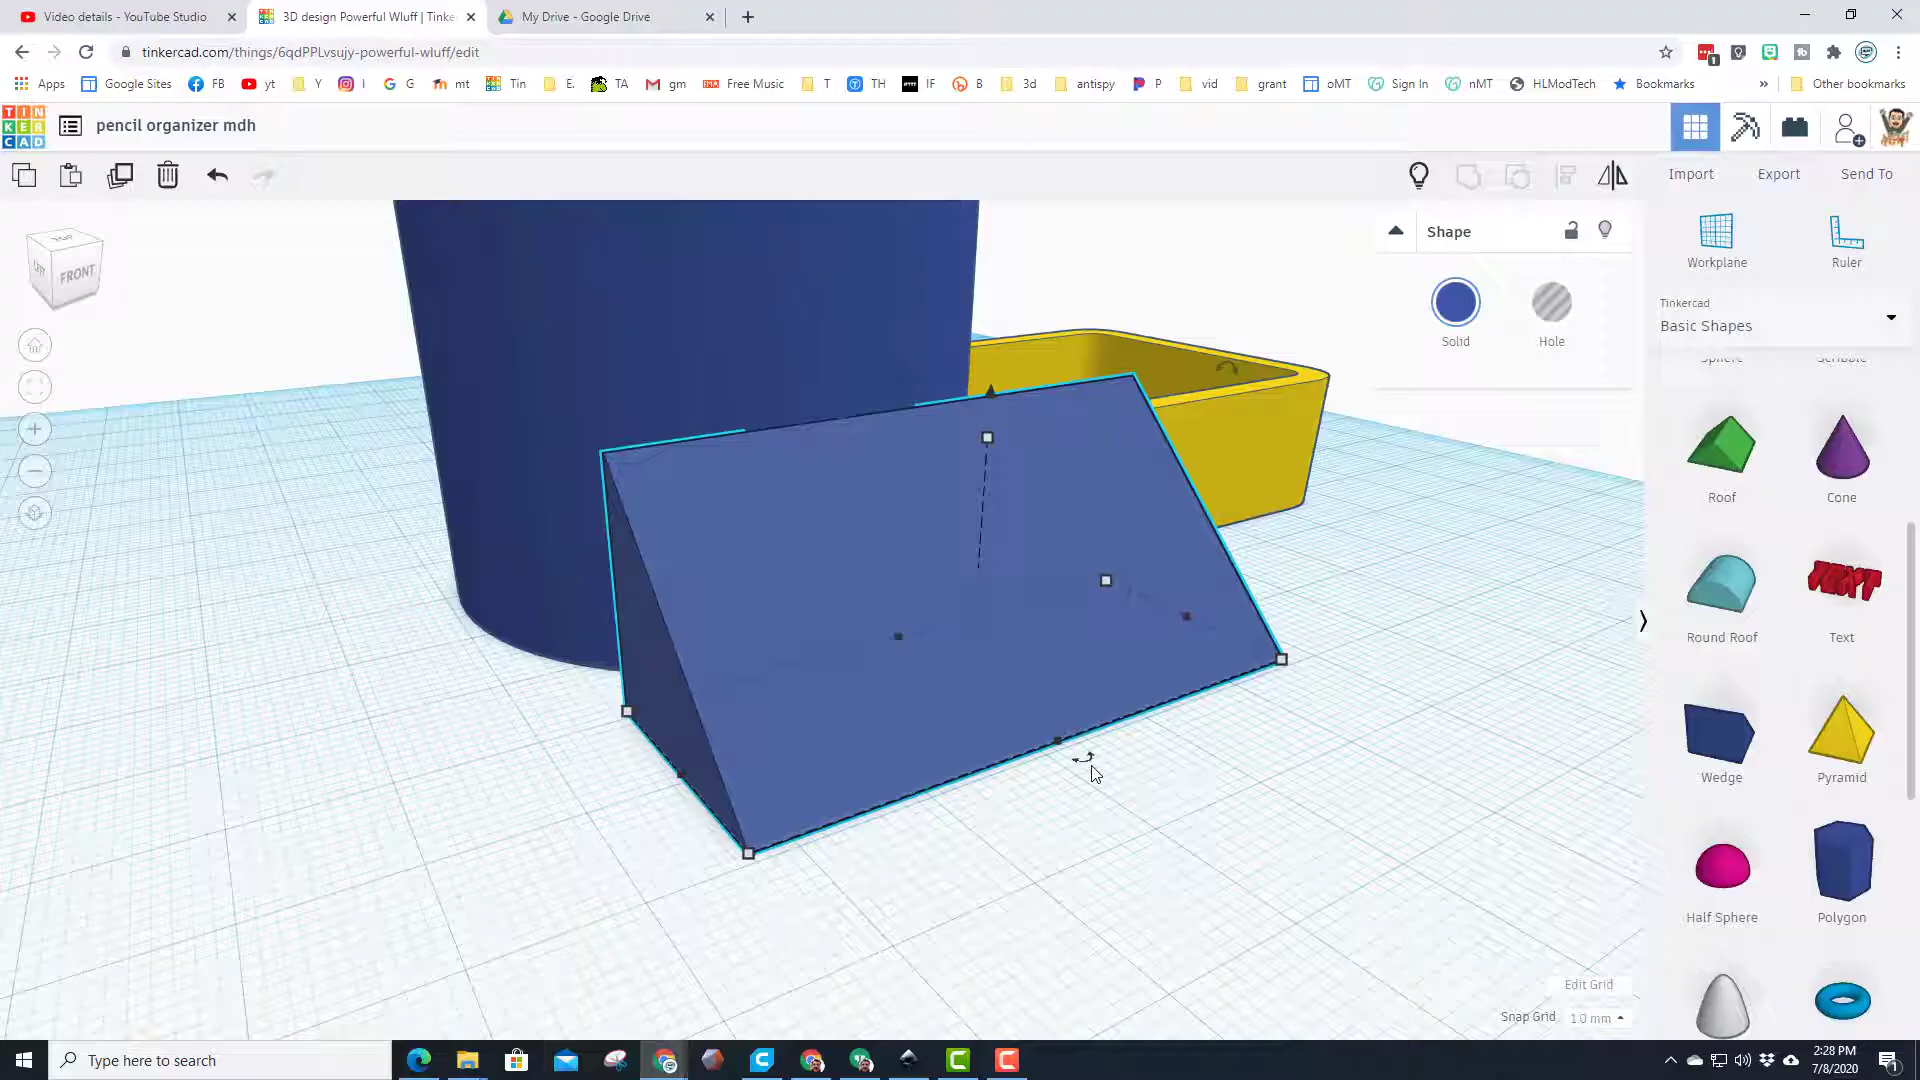 Video details - YouTube Studio
3D design Powerful Wluff | Tinke
My Drive - Google Drive
tinkercad.com/things/6qdPPLvsujy-powerful-wluff/edit
Apps
Google Sites
FB
yt
Y
I
G
mt
Tin
E.
TA
gm
Free Music
T
TH
IF
B
3d
antispy
P
vid
grant
oMT
Sign In
nMT
HLModTech
Bookmarks
Other bookmarks
TIN
KER
CAD
pencil organizer mdh
Import
Export
Send To
TOP
FRONT
Shape
Solid
Hole
Workplane
Ruler
Tinkercad
Basic Shapes
Sphere
Scribble
Roof
Cone
Round Roof
TEXT
Text
Wedge
Pyramid
Half Sphere
Polygon
Edit Grid
Snap Grid
1.0 mm
Type here to search
2:28 PM
7/8/2020